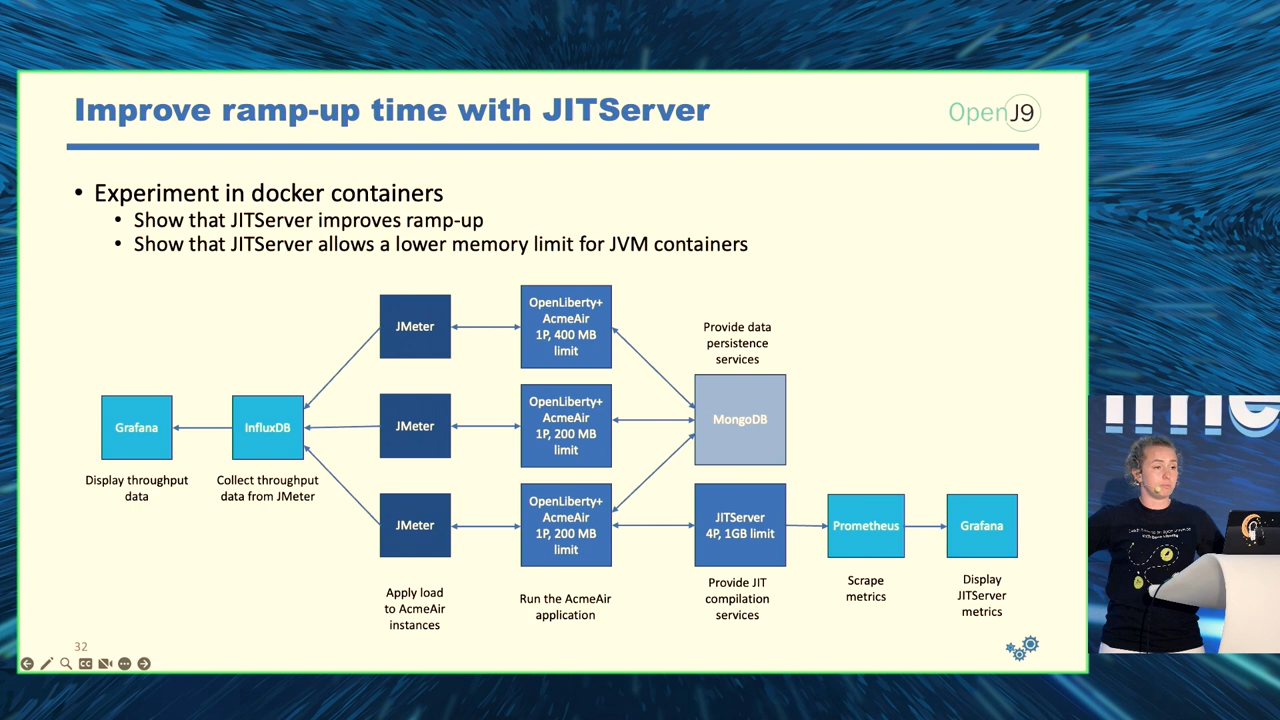 Improve ramp-up time with JITServer
OpenJ9
• Experiment in docker containers
• Show that JITServer improves ramp-up
• Show that JITServer allows a lower memory limit for JVM containers
JMeter
OpenLiberty+
AcmeAir
1P, 400 MB
limit
Provide data
persistence
services
Grafana
InfluxDB
JMeter
OpenLiberty+
AcmeAir
1P, 200 MB
limit
MongoDB
Display throughput
data
Collect throughput
data from JMeter
JMeter
OpenLiberty+
AcmeAir
1P, 200 MB
limit
JITServer
4P, 1GB limit
Prometheus
Grafana
Apply load
to AcmeAir
instances
Run the AcmeAir
application
Provide JIT
compilation
services
Scrape
metrics
Display
JITServer
metrics
32
CC